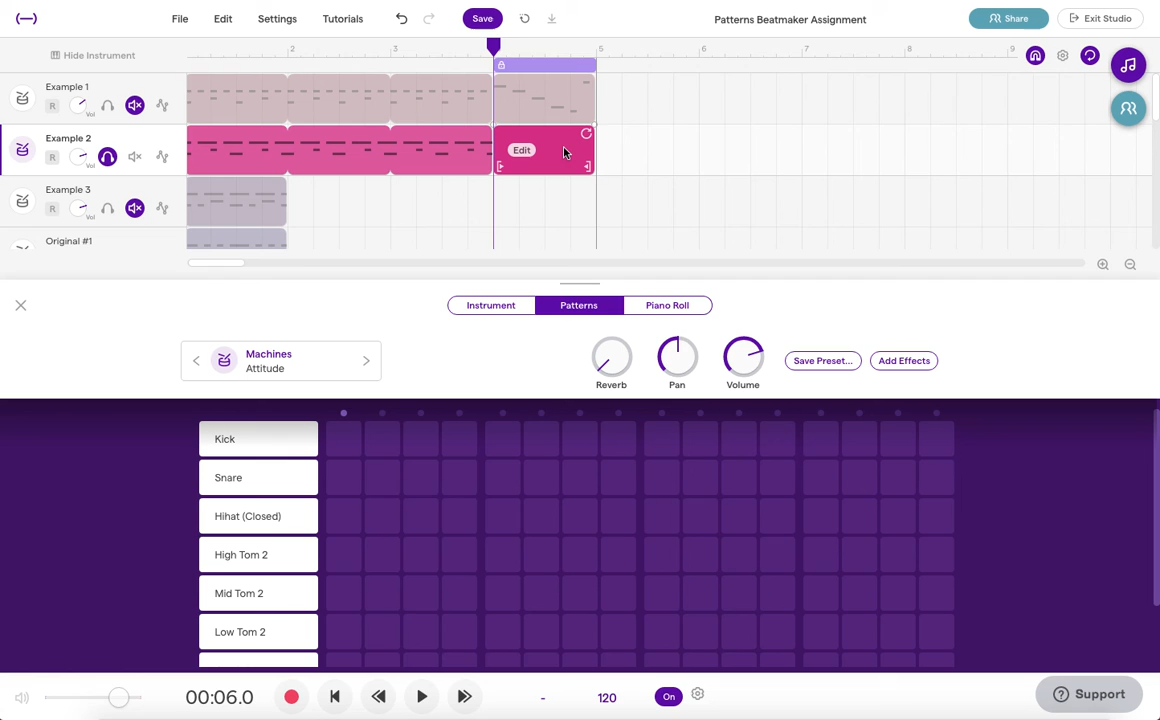 (—) File Edit Settings Tutorials Save Patterns Beatmaker Assignment Share Exit Studio
Hide Instrument 2 3 5 6 7 8 9
Example 1
R Vol
Example 2
R Vol
Edit
Example 3
R Vol
Original #1
Instrument Patterns Piano Roll
Machines
Attitude
Save Preset... Add Effects
Reverb Pan Volume
Kick
Snare
Hihat (Closed)
High Tom 2
Mid Tom 2
Low Tom 2
00:06.0 - 120 On Support